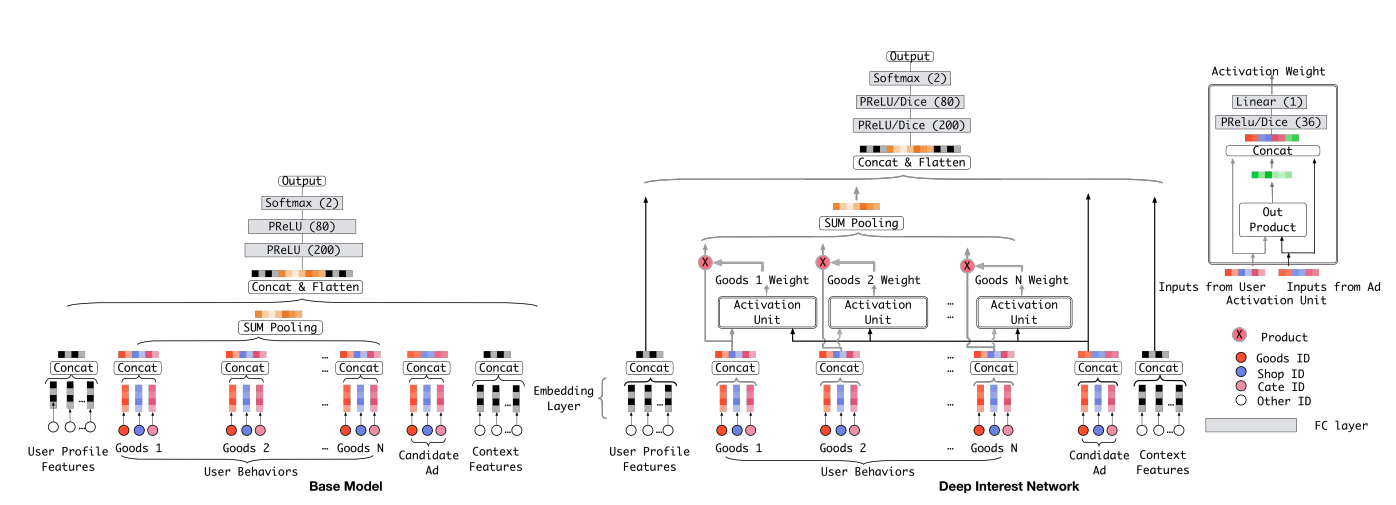 Output
Softmax (2)
PReLU (80)
PReLU (200)
Concat & Flatten
SUM Pooling
Concat
Concat
Concat
...
...
Concat
Concat
Concat
...
...
...
...
User Profile
Features
Goods 1
Goods 2
... Goods N
Candidate
Ad
Context
Features
User Behaviors
Base Model
Output
Softmax (2)
PReLU/Dice (80)
PReLU/Dice (200)
Concat & Flatten
SUM Pooling
X
X
X
Goods 1 Weight
Goods 2 Weight
Goods N Weight
Activation
Unit
Activation
Unit
...
...
Activation
Unit
Concat
Concat
Concat
...
...
Concat
Concat
Concat
Embedding
Layer
...
...
...
...
...
User Profile
Features
Goods 1
Goods 2
...
Goods N
Candidate
Ad
Context
Features
User Behaviors
Deep Interest Network
Activation Weight
Linear (1)
PRelu/Dice (36)
Concat
Out
Product
Inputs from User
Inputs from Ad
Activation Unit
X Product
Goods ID
Shop ID
Cate ID
Other ID
FC layer